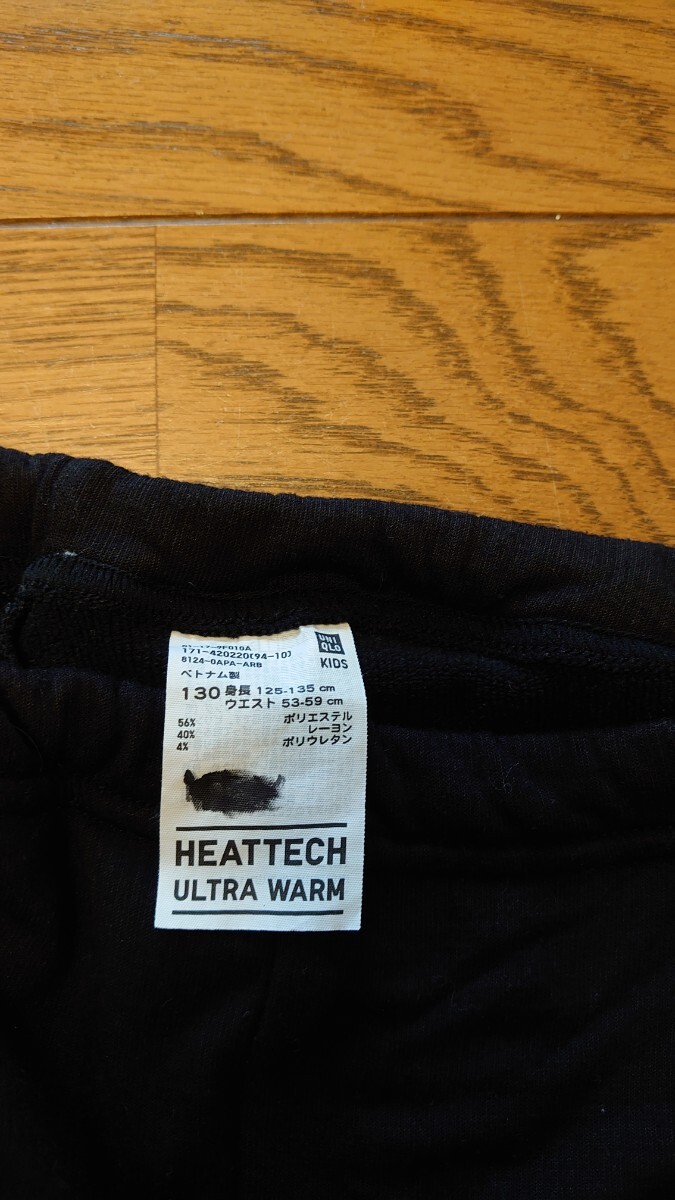 171-420220(94-10)
8124-0APA-ARB
UNI
QLO
KIDS
ベトナム製
130 身長 125-135 cm
ウエスト 53-59 cm
56% ポリエステル
40% レーヨン
4% ポリウレタン
HEATTECH
ULTRA WARM